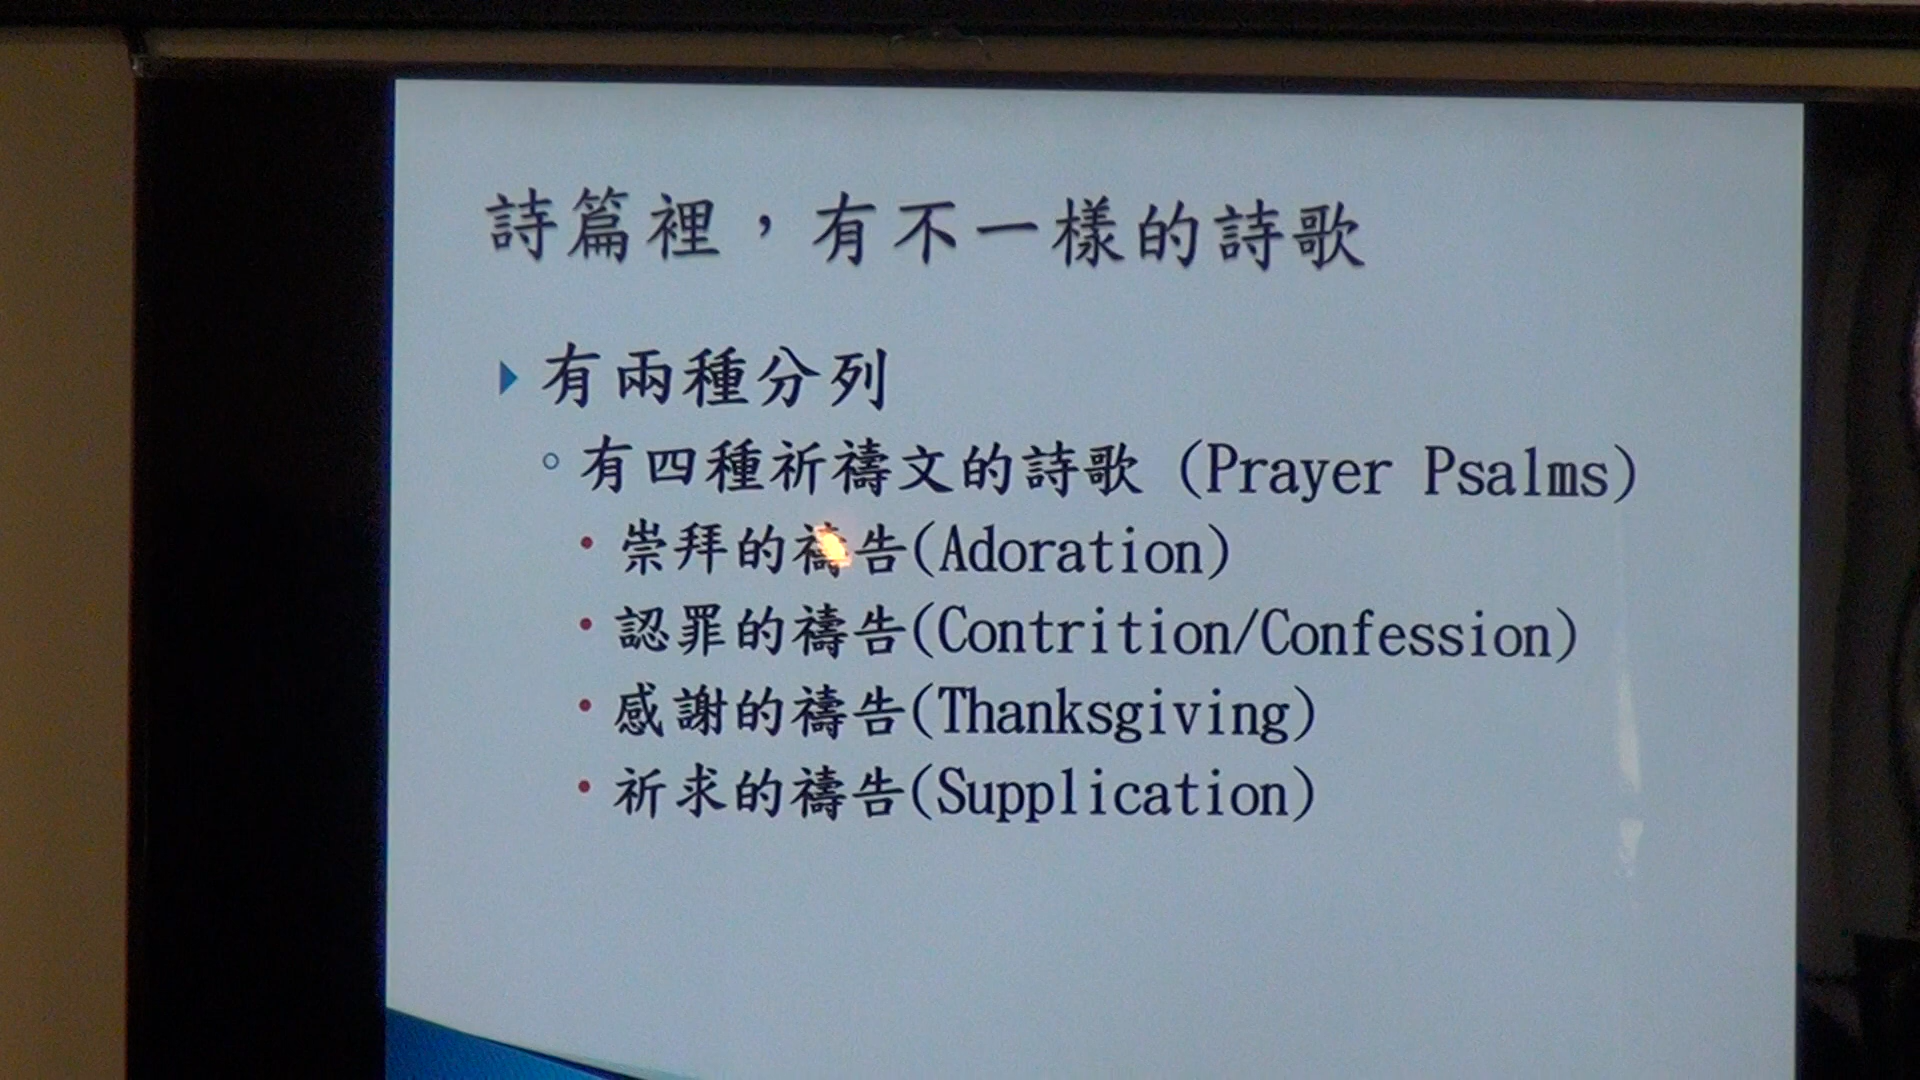 詩篇裡，有不一樣的詩歌
有兩種分列
有四種祈禱文的詩歌 (Prayer Psalms)
崇拜的禱告(Adoration)
認罪的禱告(Contrition/Confession)
感謝的禱告(Thanksgiving)
祈求的禱告(Supplication)